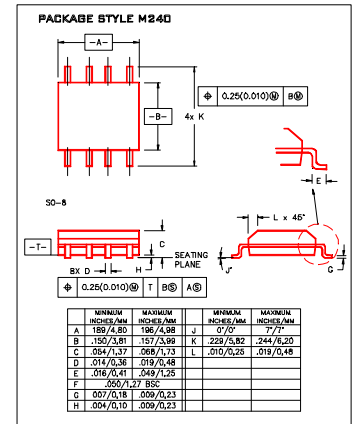 PACKAGE STYLE M240
-A-
⌖ 0.25(0.010)Ⓜ BⓂ
-B-
4x K
E
SO-8
L x 45°
C
-T-
SEATING
PLANE
8X D
H
J°
G
⌖ 0.25(0.010)Ⓜ T BⓈ AⓈ
MINIMUM MAXIMUM MINIMUM MAXIMUM
INCHES/MM INCHES/MM INCHES/MM INCHES/MM
A 189/4,80 196/4,98 J 0°/0° 7°/7°
B .150/3,81 .157/3,99 K .229/5,82 .244/6,20
C .054/1,37 .068/1,73 L .010/0,25 .019/0,48
D .014/0,36 .019/0,48
E .016/0,41 .049/1,25
F .050/1,27 BSC
G 007/0,18 .009/0,23
H .004/0,10 .009/0,23